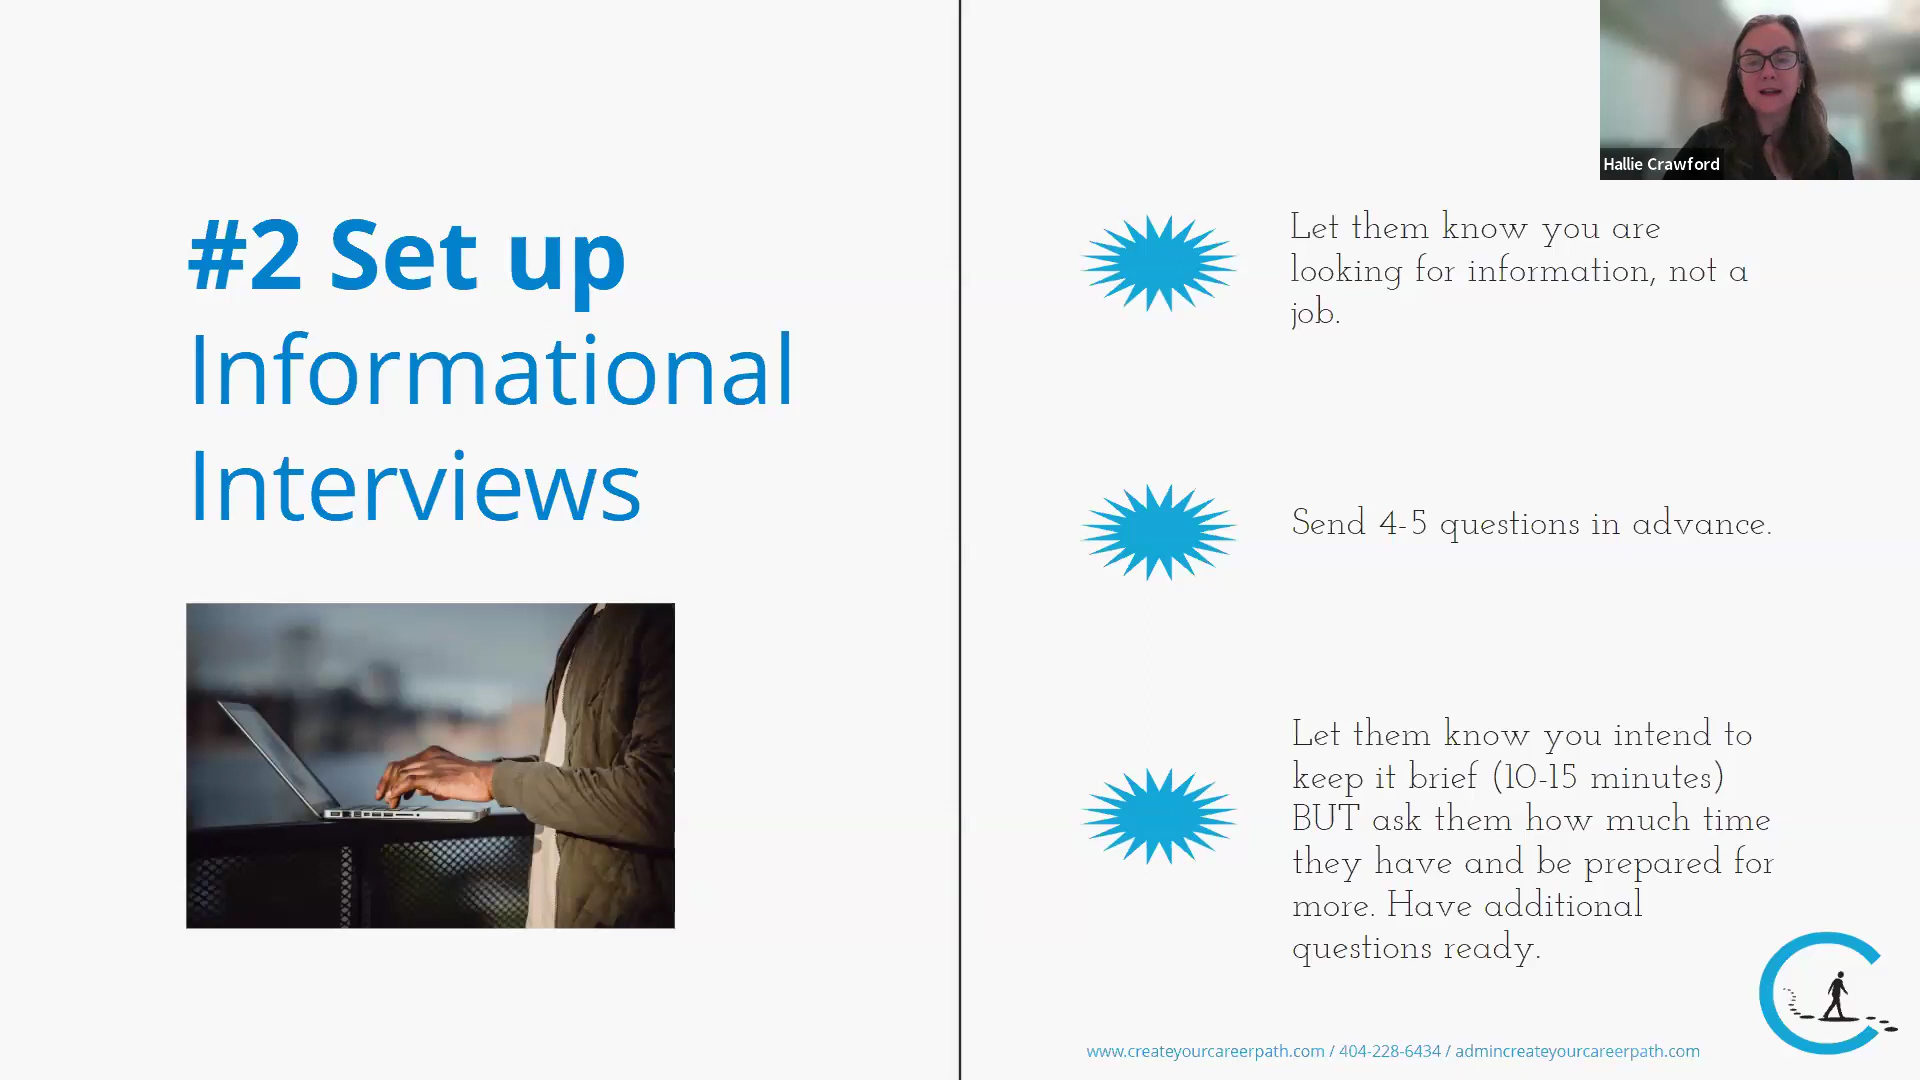 Hallie Crawford
#2 Set up
Informational
Interviews
Let them know you are
looking for information, not a
job.
Send 4-5 questions in advance.
Let them know you intend to
keep it brief (10-15 minutes)
BUT ask them how much time
they have and be prepared for
more. Have additional
questions ready.
www.createyourcareerpath.com / 404-228-6434 / admincreateyourcareerpath.com